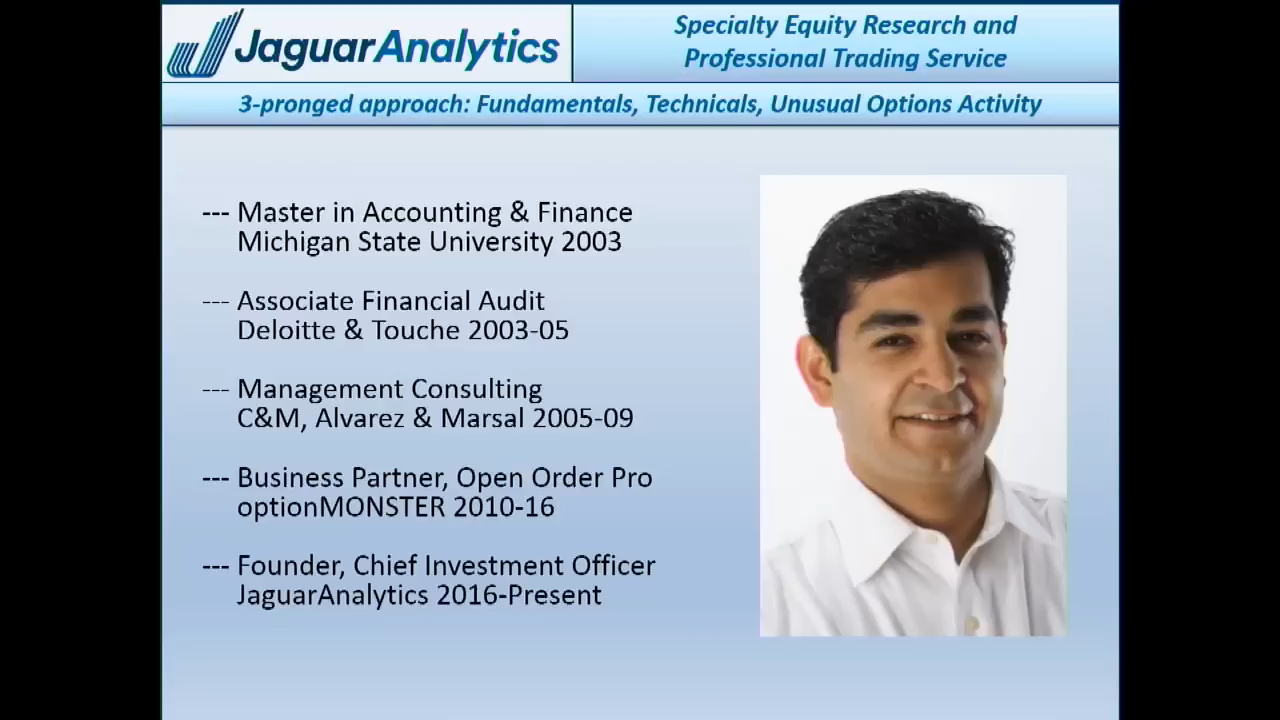 JaguarAnalytics
Specialty Equity Research and
Professional Trading Service
3-pronged approach: Fundamentals, Technicals, Unusual Options Activity
--- Master in Accounting & Finance
Michigan State University 2003
--- Associate Financial Audit
Deloitte & Touche 2003-05
--- Management Consulting
C&M, Alvarez & Marsal 2005-09
--- Business Partner, Open Order Pro
optionMONSTER 2010-16
--- Founder, Chief Investment Officer
JaguarAnalytics 2016-Present